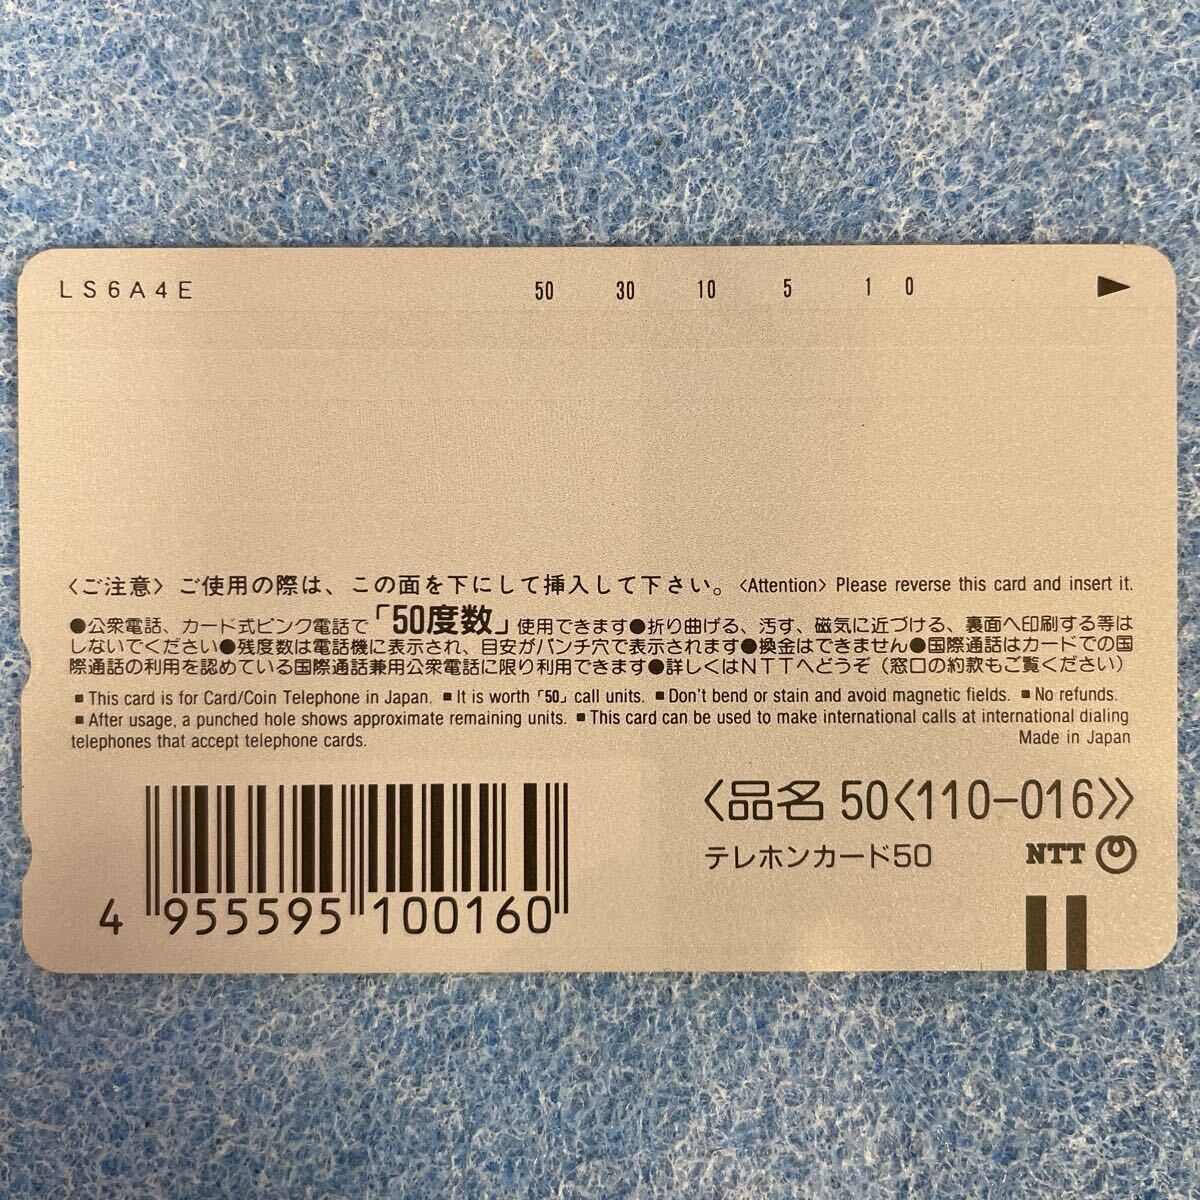 LS6A4E 50 30 10 5 1 0 ▶
〈ご注意〉ご使用の際は、この面を下にして挿入して下さい。〈Attention〉 Please reverse this card and insert it.
●公衆電話、カード式ピンク電話で「50度数」使用できます●折り曲げる、汚す、磁気に近づける、裏面へ印刷する等は
しないでください●残度数は電話機に表示され、目安がパンチ穴で表示されます●換金はできません●国際通話はカードでの国
際通話の利用を認めている国際通話兼用公衆電話に限り利用できます●詳しくはNTTへどうぞ(窓口の約款もご覧ください)
■This card is for Card/Coin Telephone in Japan. ■It is worth「50」call units. ■Don't bend or stain and avoid magnetic fields. ■No refunds.
■After usage, a punched hole shows approximate remaining units. ■This card can be used to make international calls at international dialing
telephones that accept telephone cards. Made in Japan
〈品名 50〈110-016〉〉
テレホンカード50 NTT
4 955595 100160